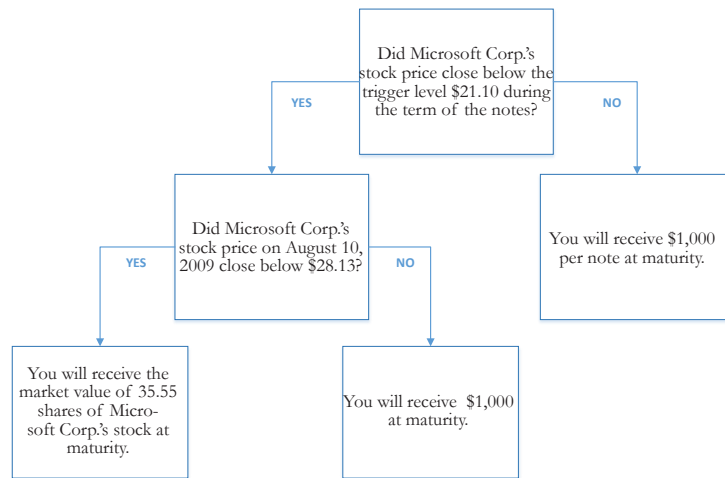 Did Microsoft Corp.'s
stock price close below the
trigger level $21.10 during
the term of the notes?
YES
NO
Did Microsoft Corp.'s
stock price on August 10,
2009 close below $28.13?
You will receive $1,000
per note at maturity.
YES
NO
You will receive the
market value of 35.55
shares of Micro-
soft Corp.'s stock at
maturity.
You will receive $1,000
at maturity.